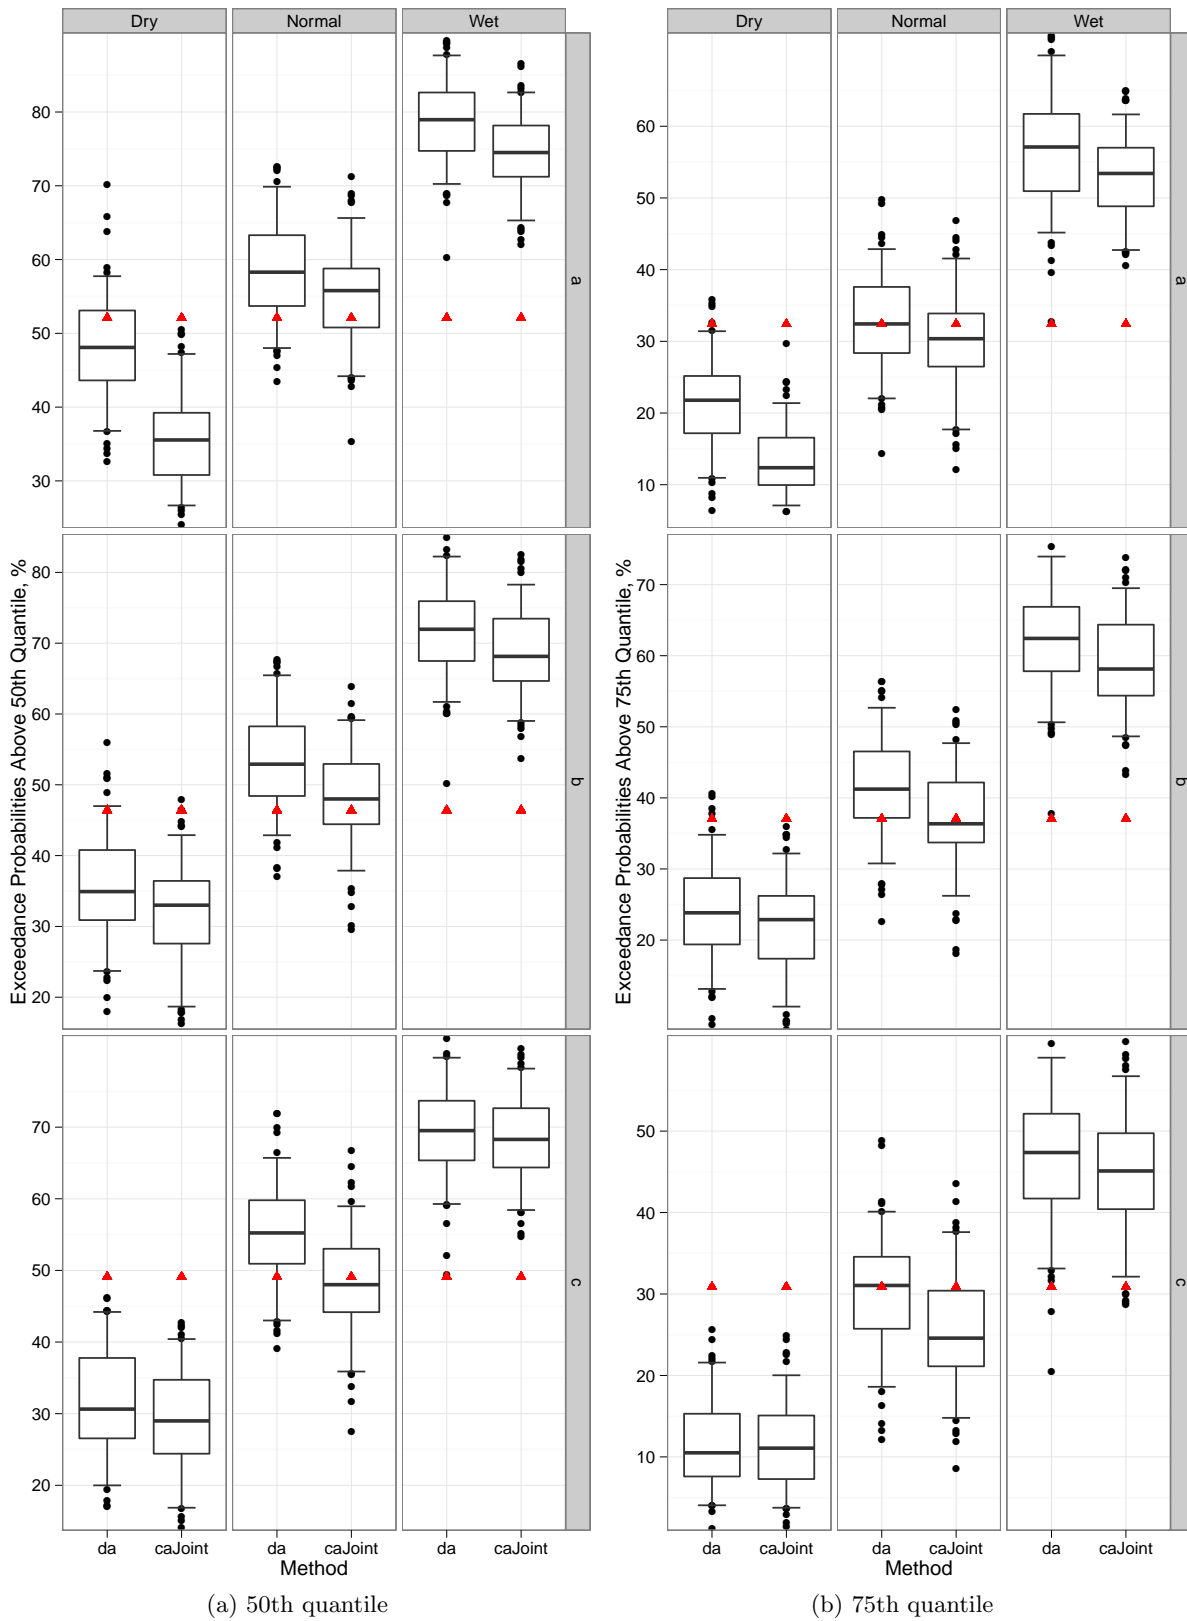 Dry Normal Wet
80
70
60
50
40
30
a
80
70
60
50
40
30
20
b
70
60
50
40
30
20
c
Exceedance Probabilities Above 50th Quantile, %
da caJoint da caJoint da caJoint
Method
(a) 50th quantile
Dry Normal Wet
60
50
40
30
20
10
a
70
60
50
40
30
20
b
50
40
30
20
10
c
Exceedance Probabilities Above 75th Quantile, %
da caJoint da caJoint da caJoint
Method
(b) 75th quantile